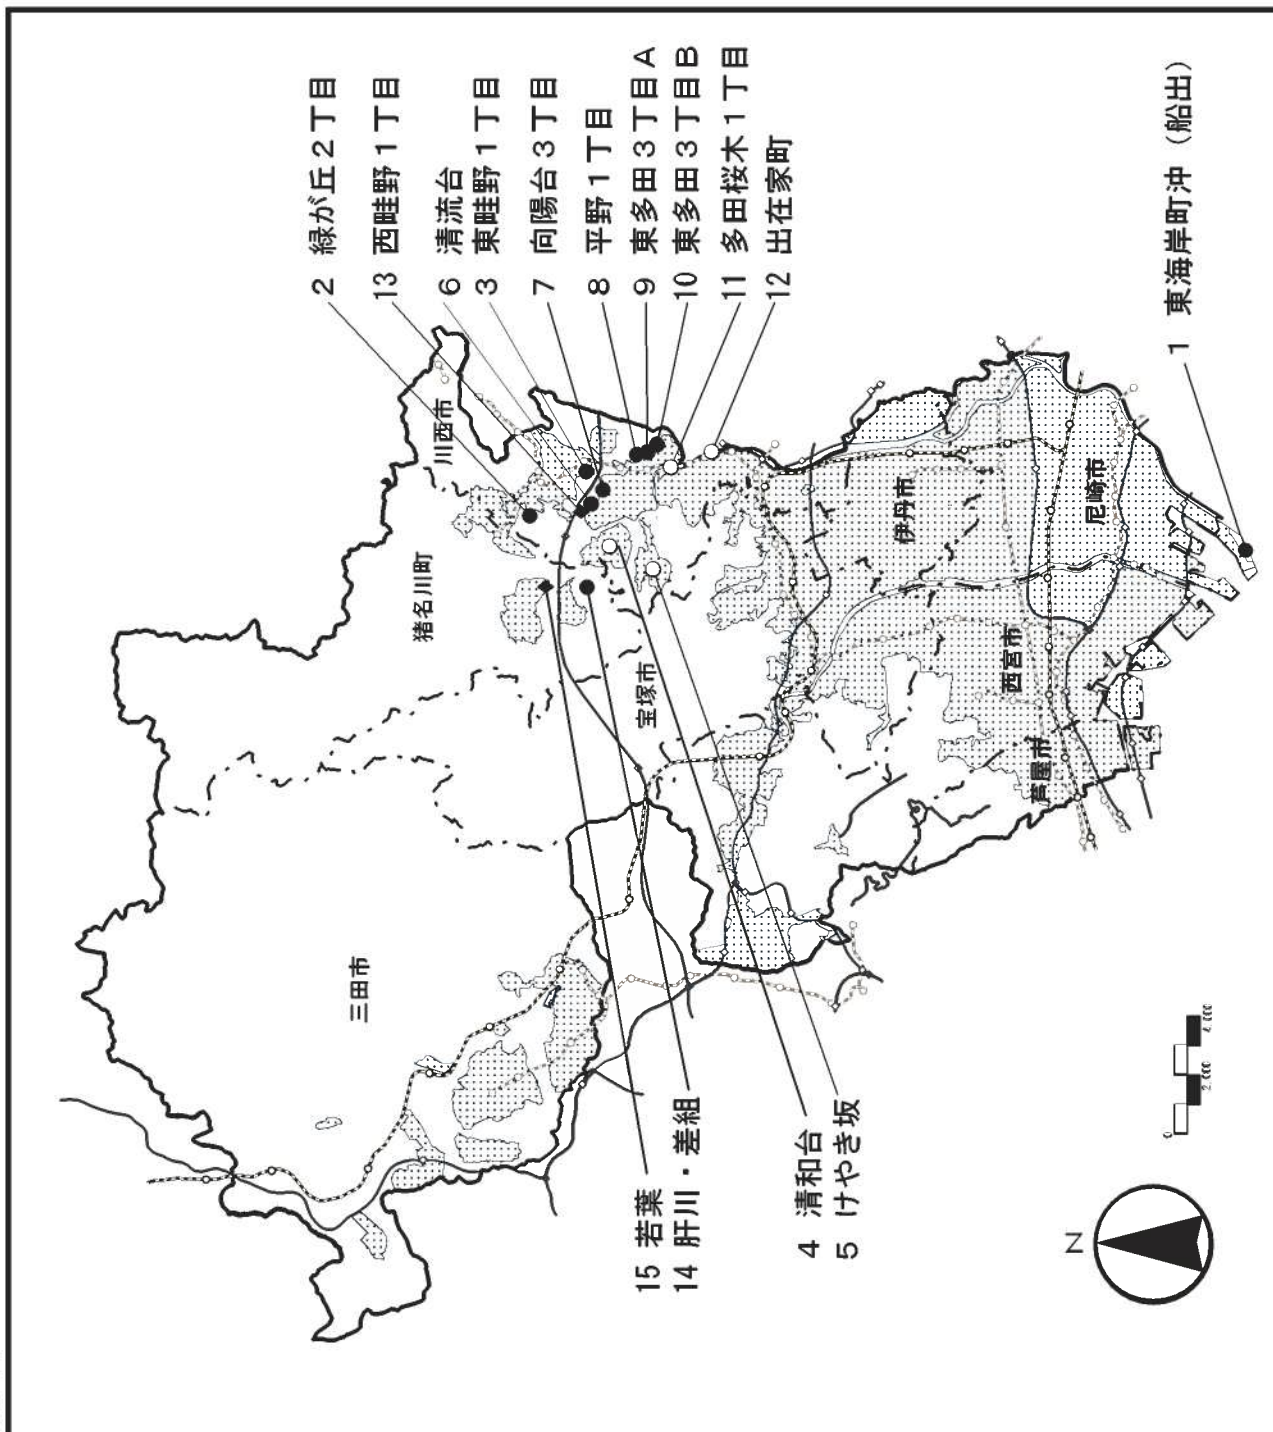 2 緑が丘2丁目
13 西畦野1丁目
6 清流台
3 東畦野1丁目
7 向陽台3丁目
8 平野1丁目
9 東多田3丁目A
10 東多田3丁目B
11 多田桜木1丁目
12 出在家町
1 東海岸町沖（船出）
川西市
猪名川町
宝塚市
三田市
伊丹市
尼崎市
西宮市
芦屋市
15 若葉
14 肝川・差組
4 清和台
5 けやき坂
N
0
2,000
4,000